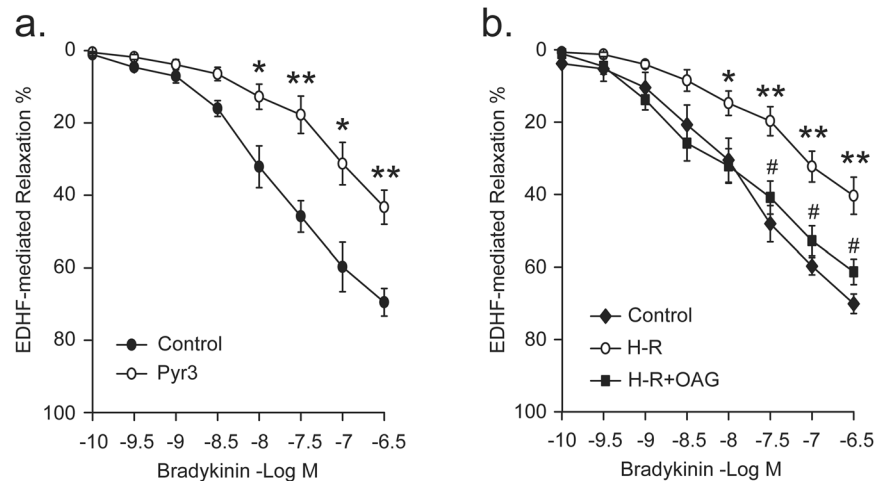 a.
EDHF-mediated Relaxation %
0
20
40
60
80
100
* ** * **
Control
Pyr3
-10 -9.5 -9 -8.5 -8 -7.5 -7 -6.5
Bradykinin -Log M
b.
EDHF-mediated Relaxation %
0
20
40
60
80
100
* ** ** **
# # #
Control
H-R
H-R+OAG
-10 -9.5 -9 -8.5 -8 -7.5 -7 -6.5
Bradykinin -Log M